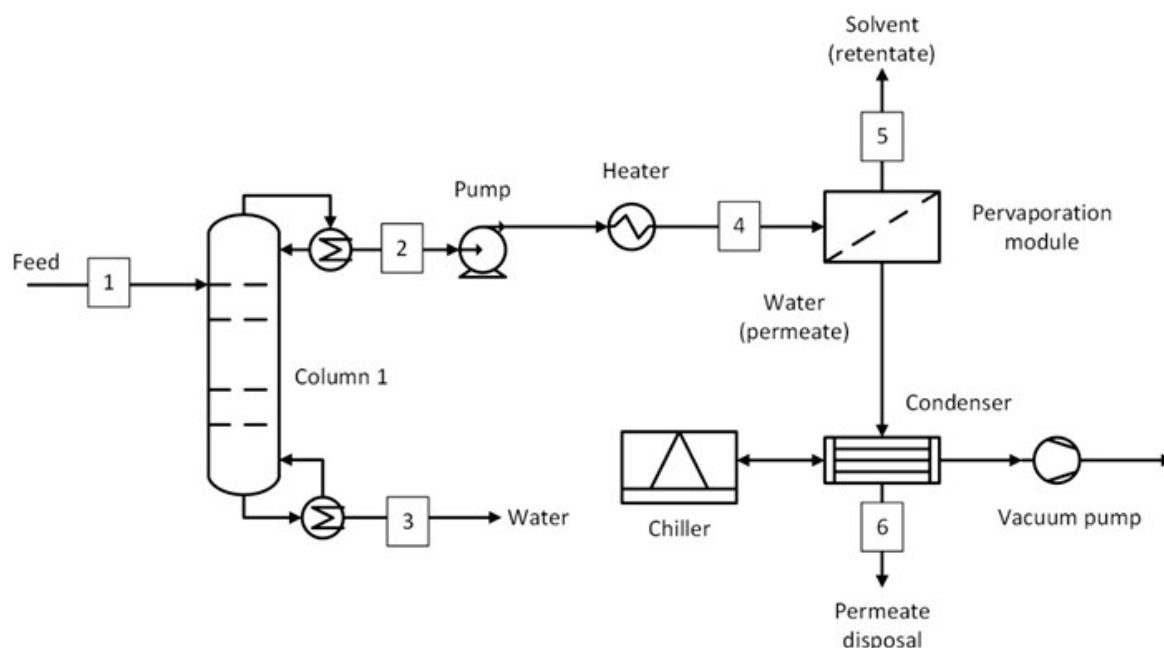 Solvent
(retentate)
5
Heater
Pump
4
Pervaporation
module
2
Feed
1
Water
(permeate)
Column 1
Condenser
3
Water
Chiller
6
Vacuum pump
Permeate
disposal